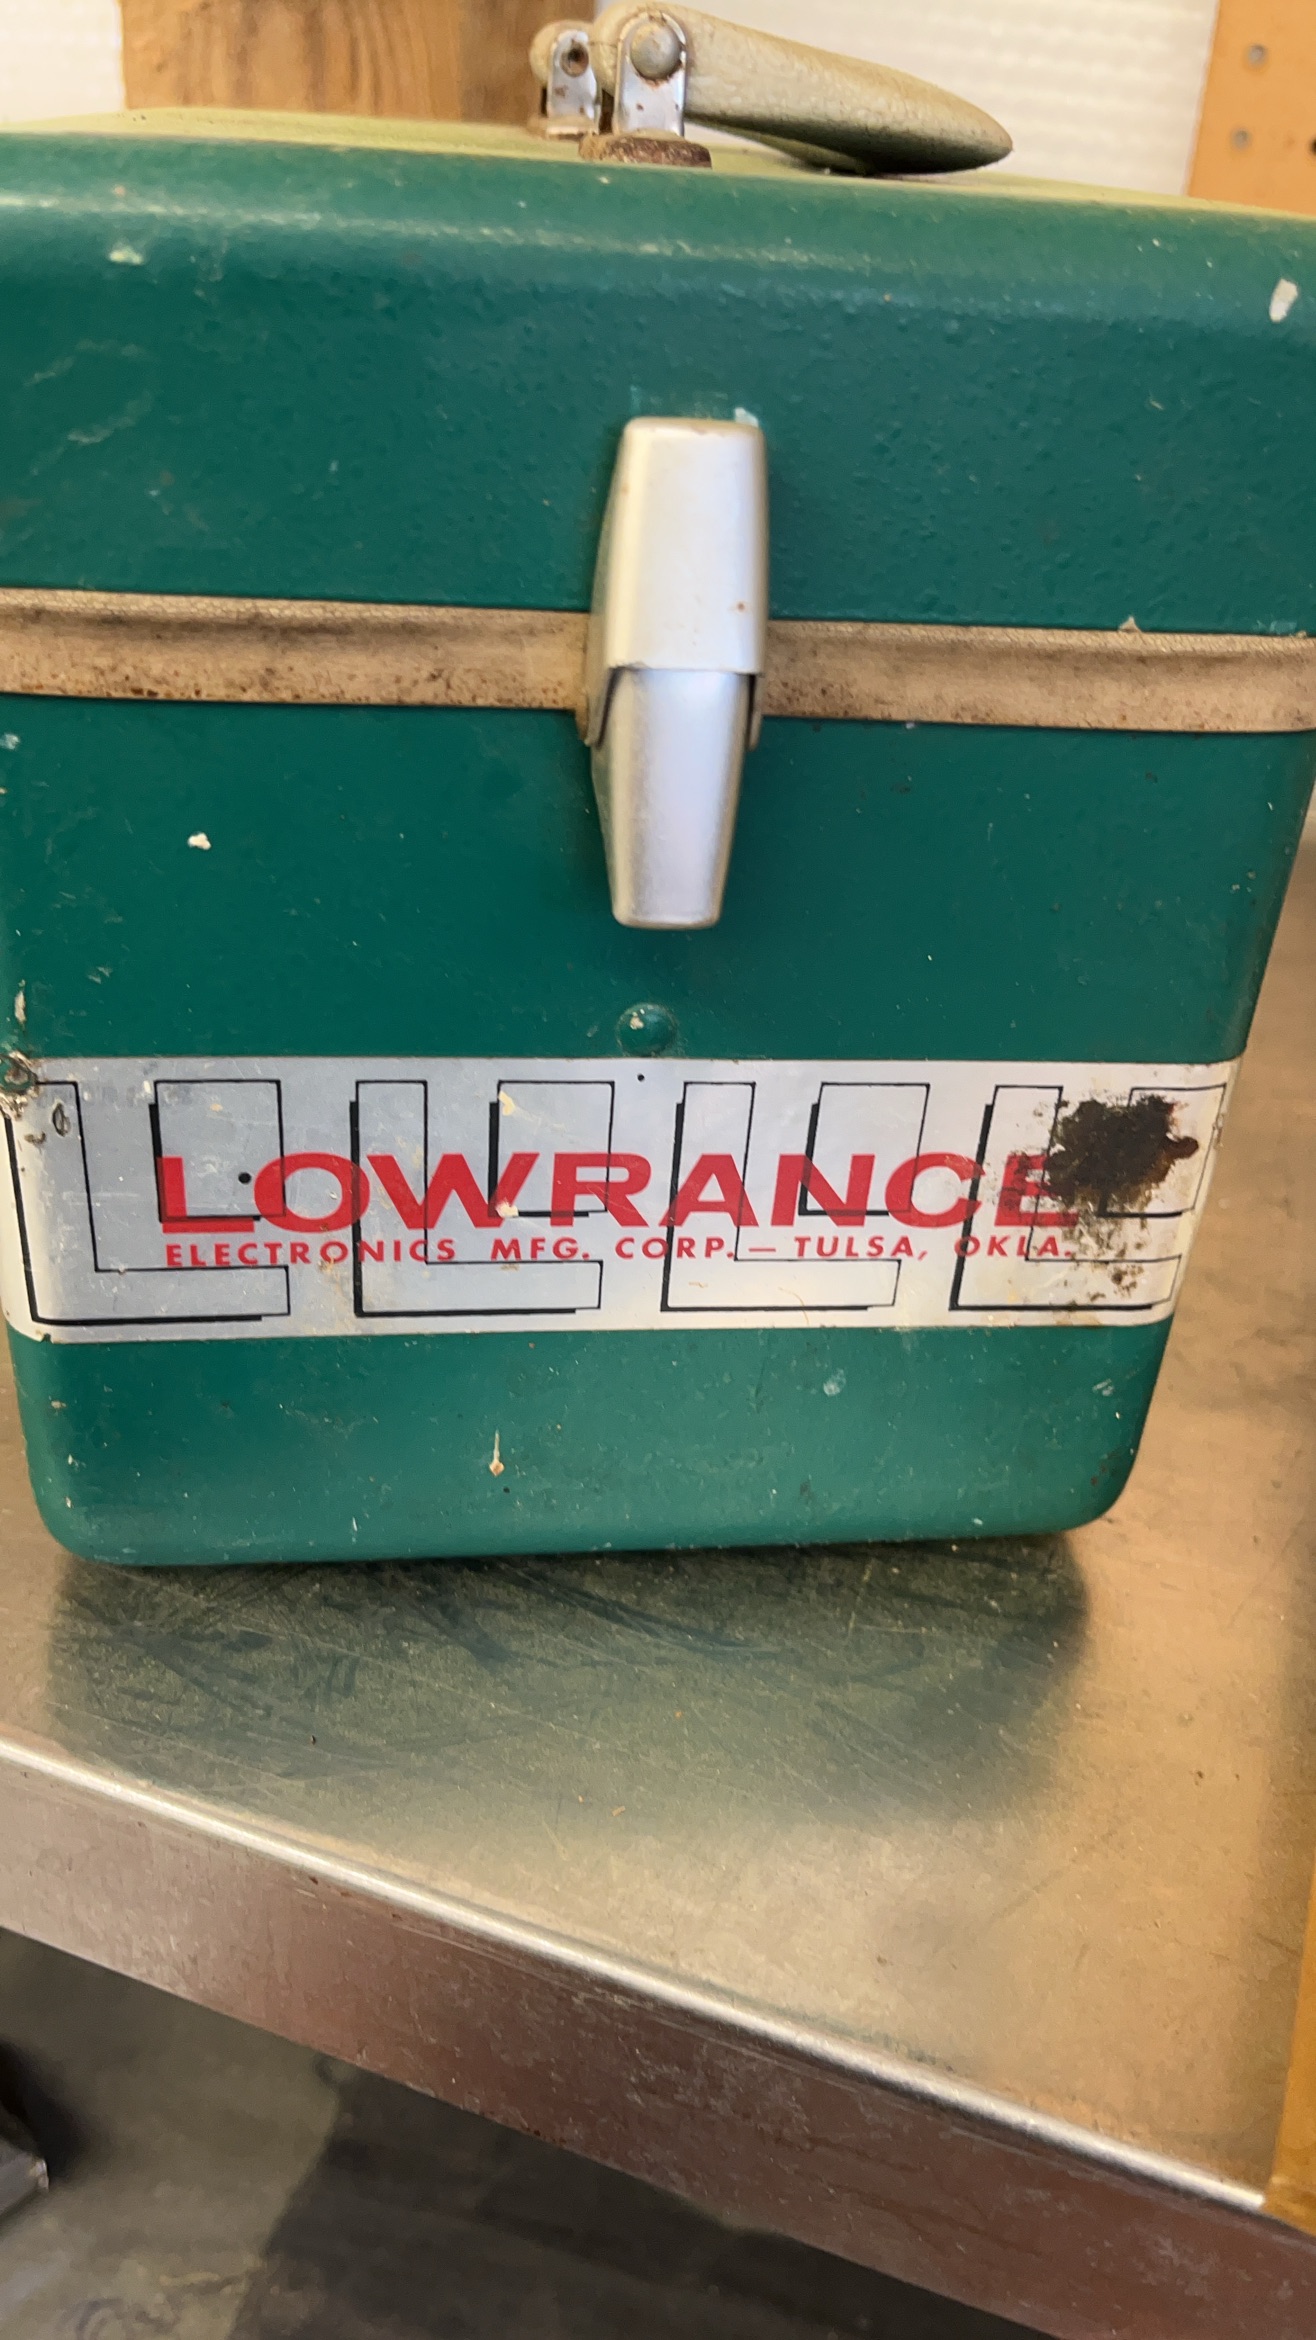 LOWRANCE
ELECTRONICS MFG. CORP. — TULSA, OKLA.